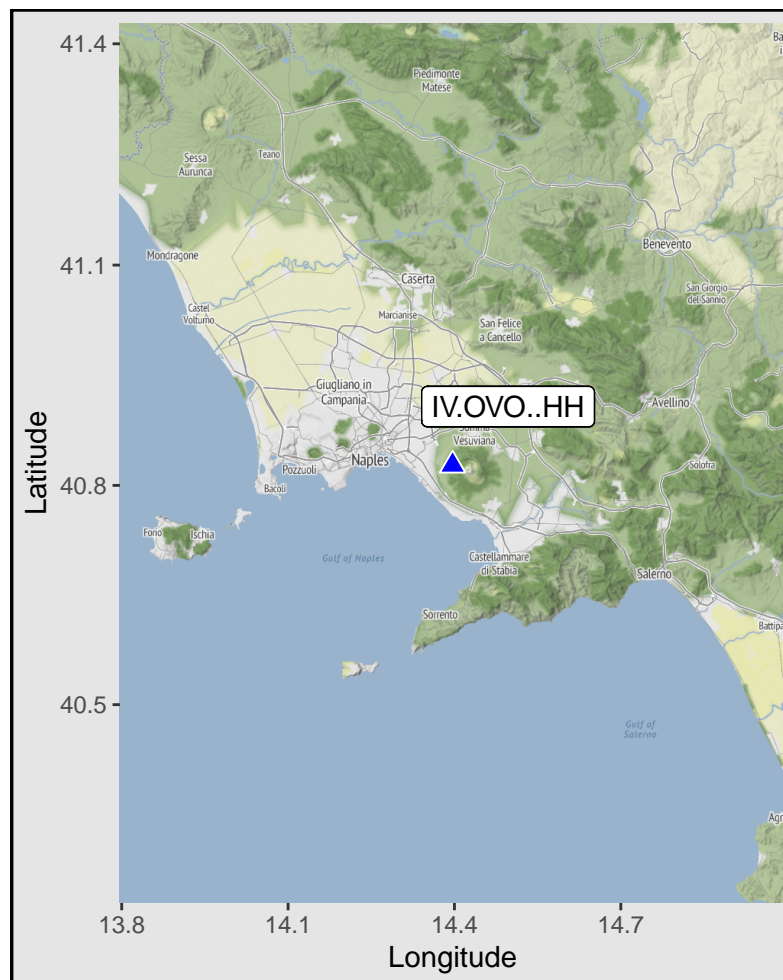 41.4
Piedimonte
Matese
Sessa
Aurunca
Teano
Mondragone
Benevento
41.1
Caserta
San Giorgio
del Sannio
Castel
Volturno
Marcianise
San Felice
a Cancello
Giugliano in
Campania
IV.OVO..HH
Avellino
Vesuviana
Naples
Pozzuoli
Solofra
Latitude
40.8
Bacoli
Forio
Ischia
Gulf of Naples
Castellammare
di Stabia
Salerno
Sorrento
Battipa
40.5
Gulf of
Salerno
13.8
14.1
14.4
14.7
Longitude